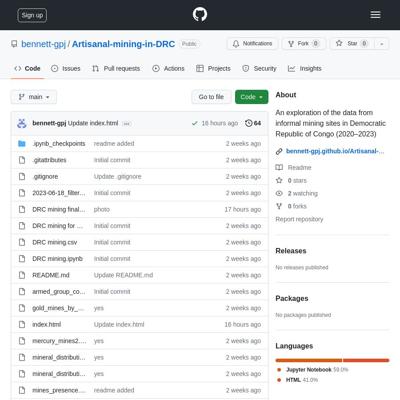 Sign up
bennett-gpj / Artisanal-mining-in-DRC Public
Notifications
Fork 0
Star 0
Code
Issues
Pull requests
Actions
Projects
Security
Insights
main
Go to file
Code
bennett-gpj Update index.html ... 16 hours ago 64
.ipynb_checkpoints readme added 2 weeks ago
.gitattributes Initial commit 2 weeks ago
.gitignore Update .gitignore 2 weeks ago
2023-06-18_filter... Initial commit 2 weeks ago
DRC mining final... photo 17 hours ago
DRC mining for ... Initial commit 2 weeks ago
DRC mining.csv Initial commit 2 weeks ago
DRC mining.ipynb Initial commit 2 weeks ago
README.md Update README.md 2 weeks ago
armed_group_co... Initial commit 2 weeks ago
gold_mines_by_... yes 2 weeks ago
index.html Update index.html 16 hours ago
mercury_mines2.... yes 2 weeks ago
mineral_distributi... yes 2 weeks ago
mineral_distributi... yes 2 weeks ago
mines_presence.... readme added 2 weeks ago
About
An exploration of the data from
informal mining sites in Democratic
Republic of Congo (2020–2023)
bennett-gpj.github.io/Artisanal-...
Readme
0 stars
2 watching
0 forks
Report repository
Releases
No releases published
Packages
No packages published
Languages
Jupyter Notebook 59.0%
HTML 41.0%